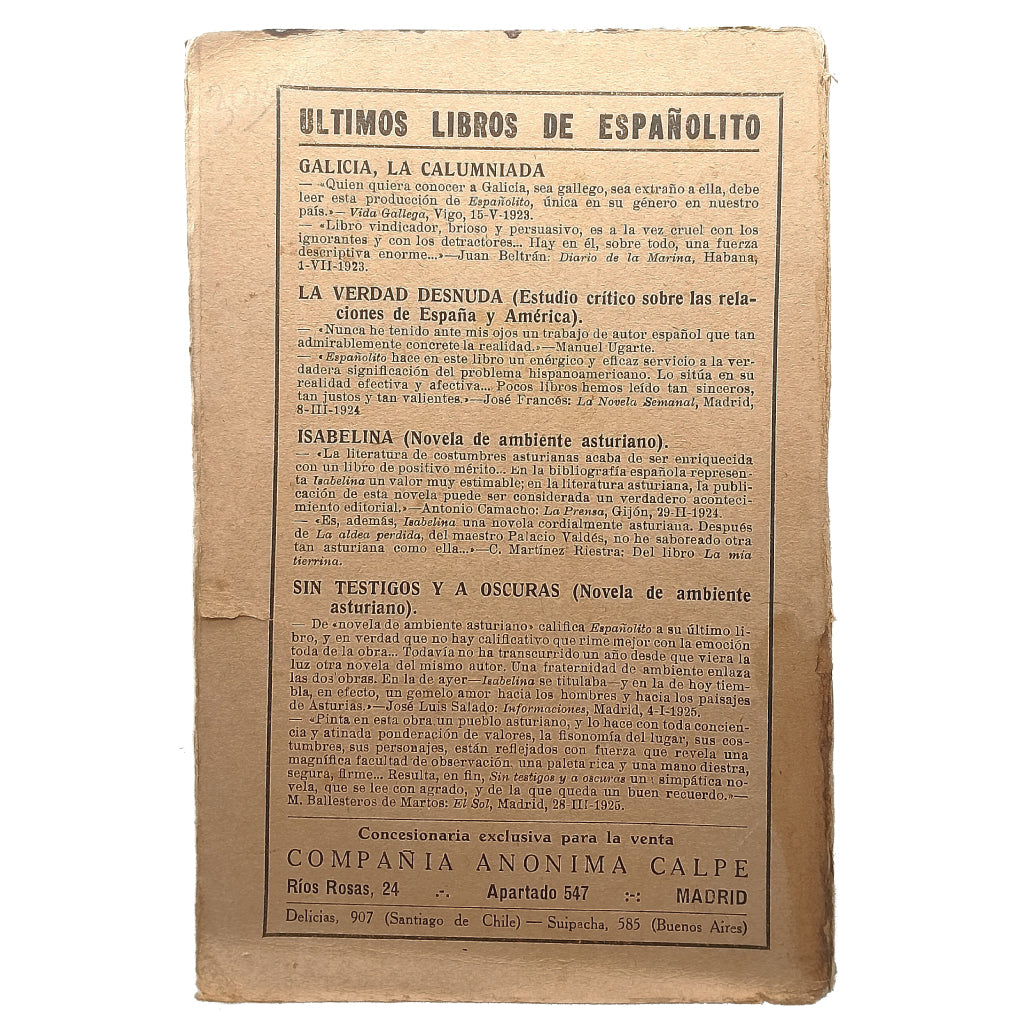 ULTIMOS LIBROS DE ESPAÑOLITO
GALICIA, LA CALUMNIADA
— «Quien quiera conocer a Galicia, sea gallego, sea extraño a ella, debe
leer esta producción de Españolito, única en su género en nuestro
país.»— Vida Gallega, Vigo, 15-V-1923.
— «Libro vindicador, brioso y persuasivo, es a la vez cruel con los
ignorantes y con los detractores... Hay en él, sobre todo, una fuerza
descriptiva enorme...»—Juan Beltrán: Diario de la Marina, Habana,
1-VII-1923.
LA VERDAD DESNUDA (Estudio crítico sobre las rela-
ciones de España y América).
— «Nunca he tenido ante mis ojos un trabajo de autor español que tan
admirablemente concrete la realidad.»—Manuel Ugarte.
— «Españolito hace en este libro un enérgico y eficaz servicio a la ver-
dadera significación del problema hispanoamericano. Lo sitúa en su
realidad efectiva y afectiva... Pocos libros hemos leído tan sinceros,
tan justos y tan valientes.»—José Francés: La Novela Semanal, Madrid,
8-III-1924
ISABELINA (Novela de ambiente asturiano).
— «La literatura de costumbres asturianas acaba de ser enriquecida
con un libro de positivo mérito... En la bibliografía española represen-
ta Isabelina un valor muy estimable; en la literatura asturiana, la publi-
cación de esta novela puede ser considerada un verdadero aconteci-
miento editorial.»—Antonio Camacho: La Prensa, Gijón, 29-II-1924.
— «Es, además, Isabelina una novela cordialmente asturiana. Después
de La aldea perdida, del maestro Palacio Valdés, no he saboreado otra
tan asturiana como ella...»—C. Martínez Riestra: Del libro La mia
tierrina.
SIN TESTIGOS Y A OSCURAS (Novela de ambiente
asturiano).
— De «novela de ambiente asturiano» califica Españolito a su último li-
bro, y en verdad que no hay calificativo que rime mejor con la emoción
toda de la obra... Todavía no ha transcurrido un año desde que viera la
luz otra novela del mismo autor. Una fraternidad de ambiente enlaza
las dos obras. En la de ayer—Isabelina se titulaba—y en la de hoy tiem-
bla, en efecto, un gemelo amor hacia los hombres y hacia los paisajes
de Asturias.»—José Luis Salado: Informaciones, Madrid, 4-I-1925.
— «Pinta en esta obra un pueblo asturiano, y lo hace con toda concien-
cia y atinada ponderación de valores, la fisonomía del lugar, sus cos-
tumbres, sus personajes, están reflejados con fuerza que revela una
magnífica facultad de observación, una paleta rica y una mano diestra,
segura, firme... Resulta, en fin, Sin testigos y a oscuras un simpática no-
vela, que se lee con agrado, y de la que queda un buen recuerdo.»—
M. Ballesteros de Martos: El Sol, Madrid, 28-III-1925.
Concesionaria exclusiva para la venta
COMPAÑIA ANONIMA CALPE
Ríos Rosas, 24 .-. Apartado 547 :-: MADRID
Delicias, 907 (Santiago de Chile) — Suipacha, 585 (Buenos Aires)